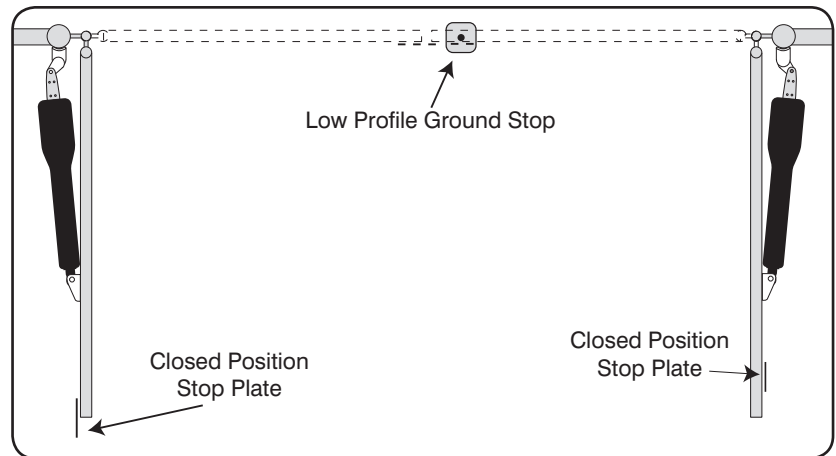 Low Profile Ground Stop
Closed Position
Stop Plate
Closed Position
Stop Plate